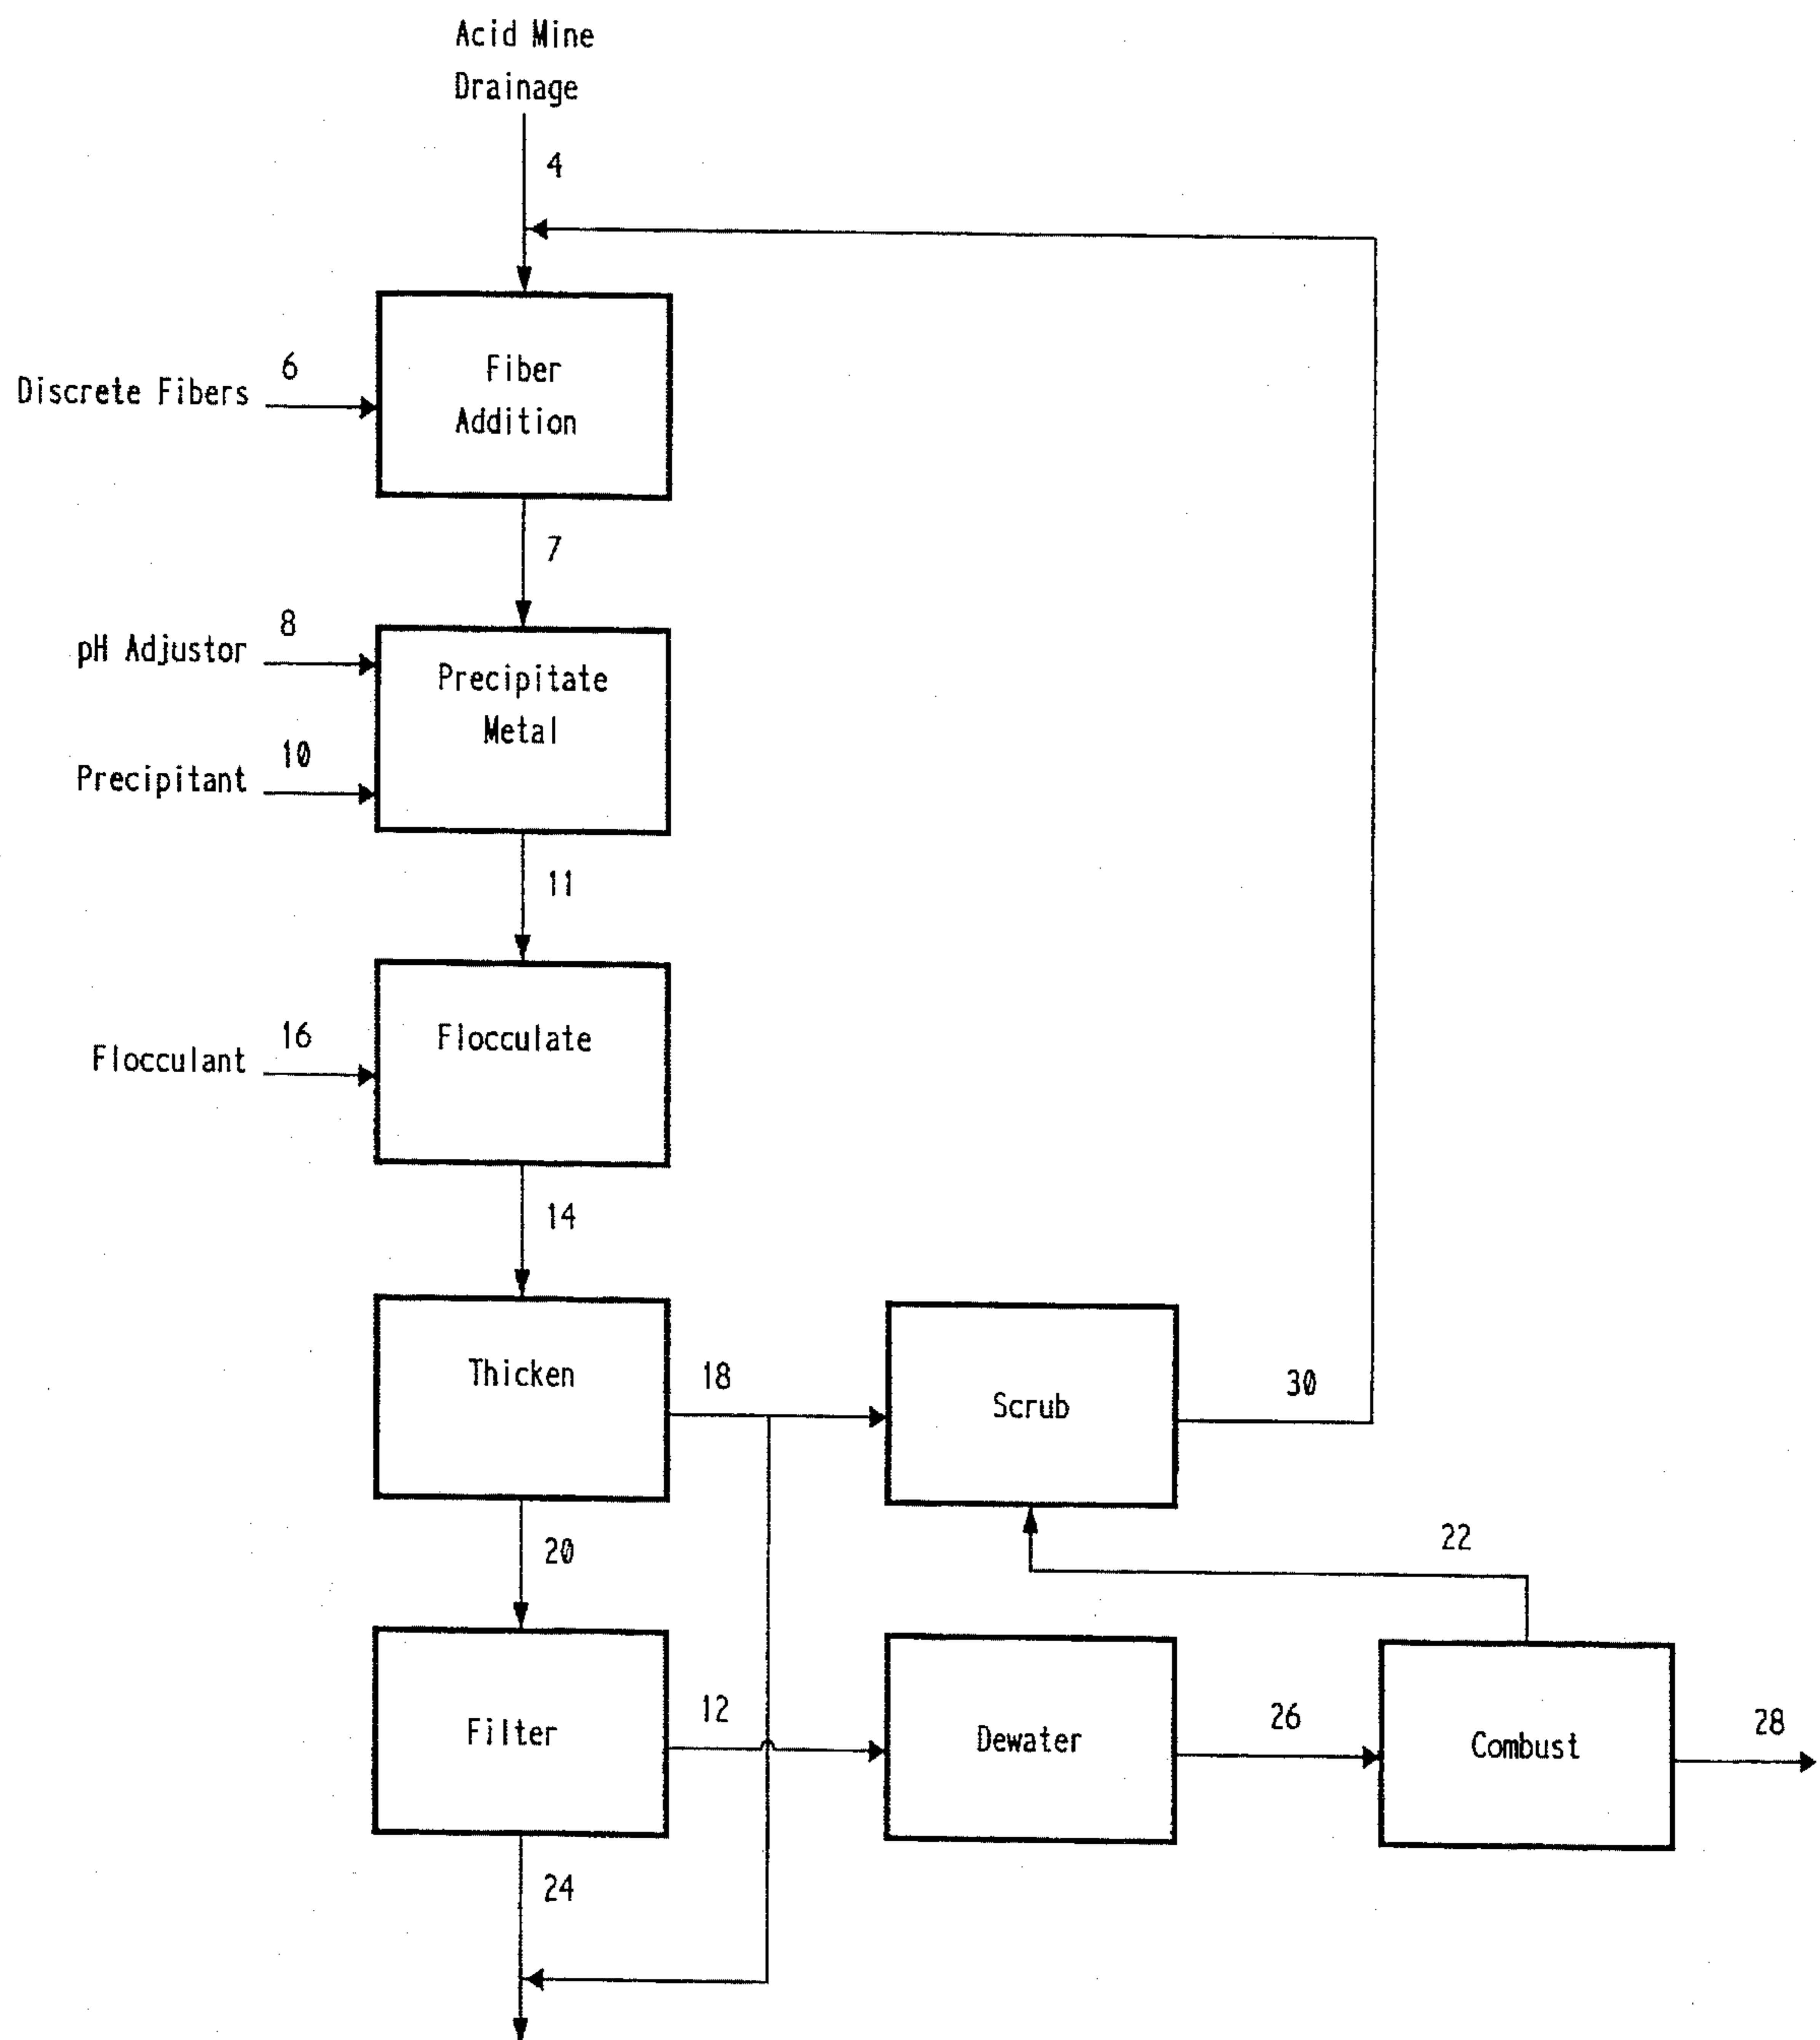 Acid Mine
Drainage
4
6
Discrete Fibers
Fiber
Addition
7
8
pH Adjustor
Precipitate
Metal
10
Precipitant
11
16
Flocculant
Flocculate
14
Thicken
18
Scrub
30
20
22
Filter
12
Dewater
26
Combust
28
24